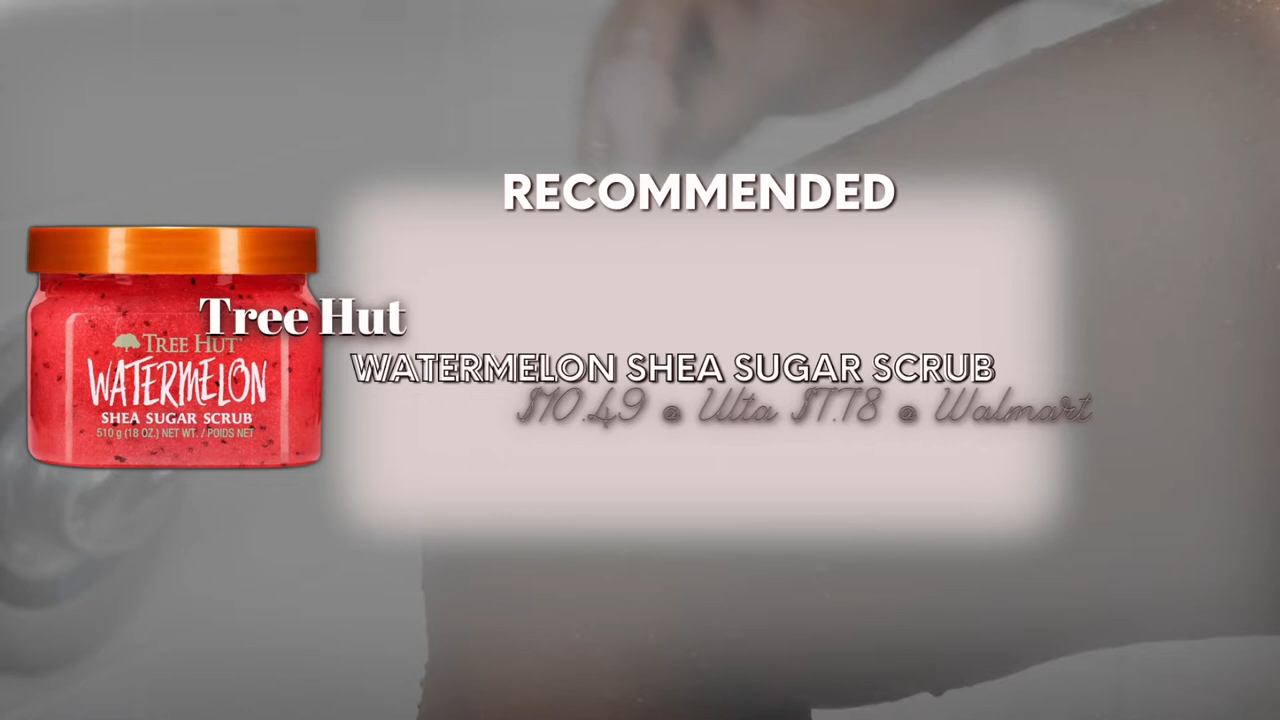 RECOMMENDED
Tree Hut
TREE HUT
WATERMELON
SHEA SUGAR SCRUB
510 g (18 OZ.) NET WT. / POIDS NET
WATERMELON SHEA SUGAR SCRUB
$10.49 @ Ulta $7.78 @ Walmart